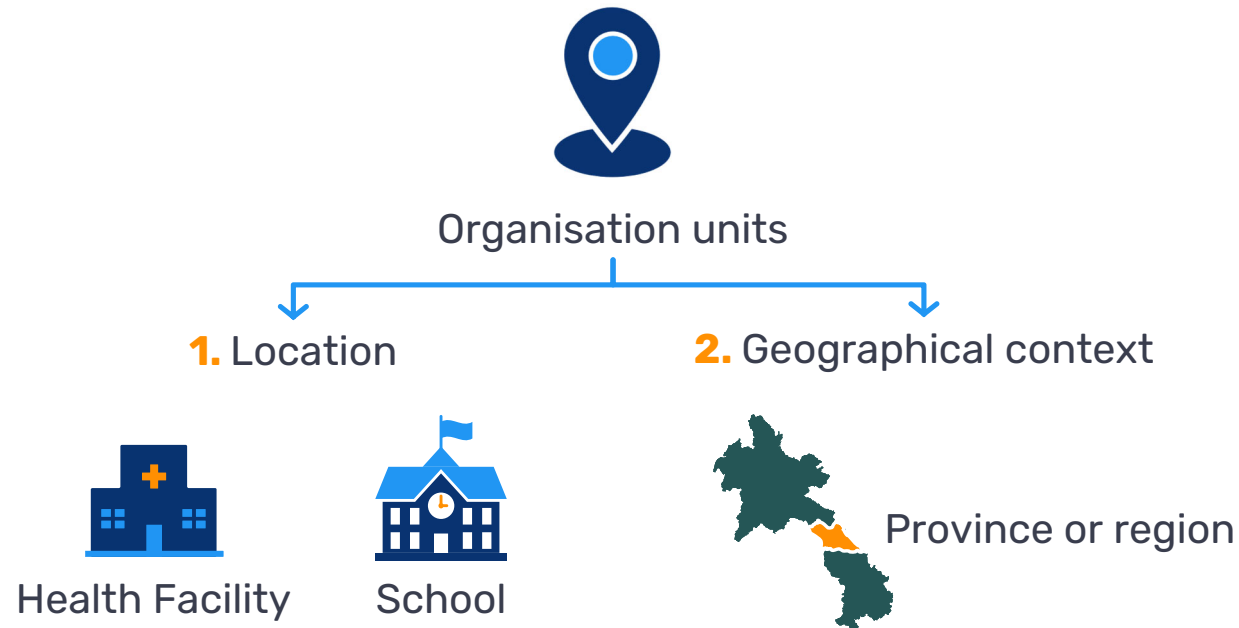 Organisation units
1. Location
2. Geographical context
Province or region
Health Facility
School